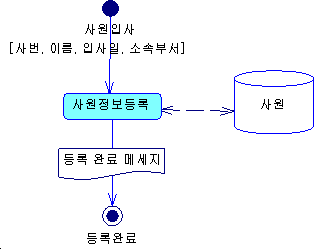 사원입사
[사번, 이름, 입사일, 소속부서]
사원정보등록
사원
등록 완료 메세지
등록완료